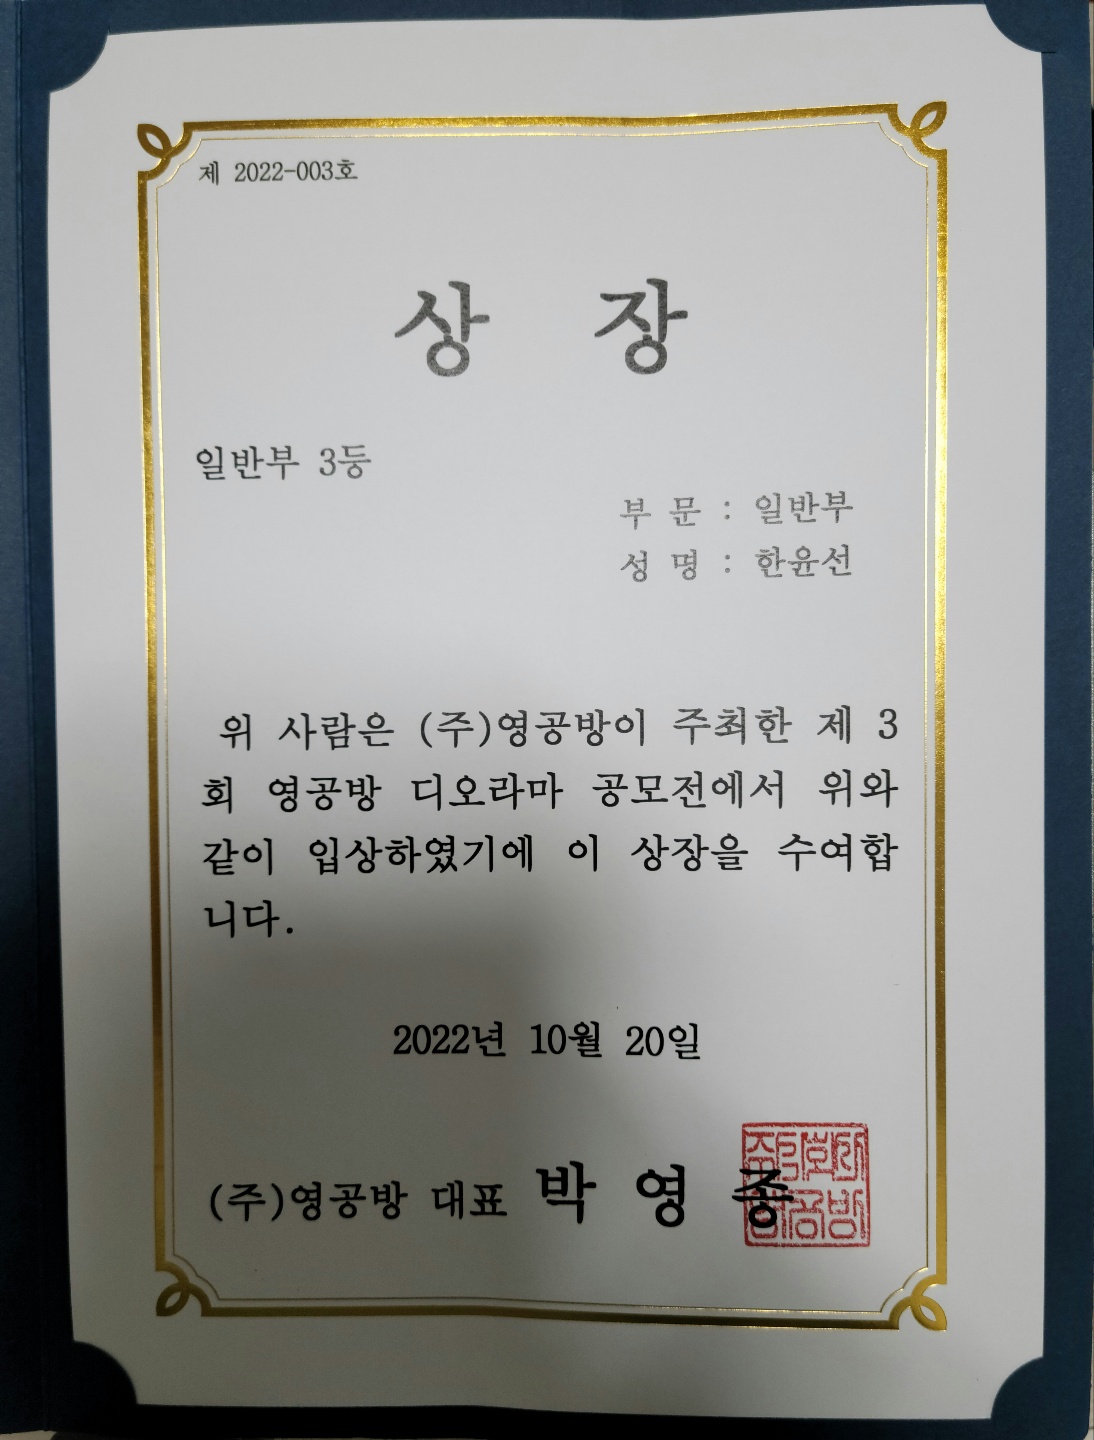 제 2022-003호
상 장
일반부 3등
부 문 : 일반부
성 명 : 한윤선
위 사람은 (주)영공방이 주최한 제 3
회 영공방 디오라마 공모전에서 위와
같이 입상하였기에 이 상장을 수여합
니다.
2022년 10월 20일
(주)영공방 대표 박 영 종